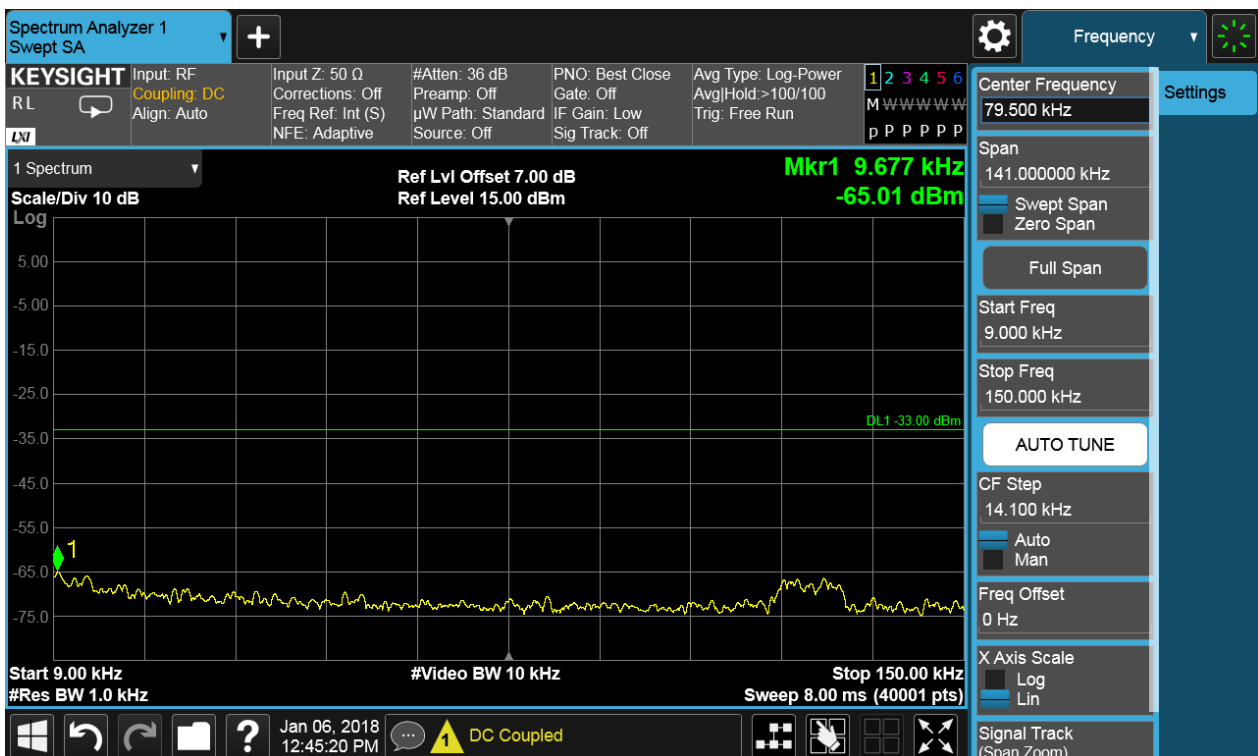 Spectrum Analyzer 1
Swept SA
+
Frequency
KEYSIGHT
R L
LXI
Input: RF
Coupling: DC
Align: Auto
Input Z: 50 Ω
Corrections: Off
Freq Ref: Int (S)
NFE: Adaptive
#Atten: 36 dB
Preamp: Off
µW Path: Standard
Source: Off
PNO: Best Close
Gate: Off
IF Gain: Low
Sig Track: Off
Avg Type: Log-Power
Avg|Hold:>100/100
Trig: Free Run
1 2 3 4 5 6
M W W W W W
p P P P P P
1 Spectrum
Scale/Div 10 dB
Log
Ref Lvl Offset 7.00 dB
Ref Level 15.00 dBm
Mkr1 9.677 kHz
-65.01 dBm
5.00
-5.00
-15.0
-25.0
DL1 -33.00 dBm
-35.0
-45.0
-55.0
1
-65.0
-75.0
Start 9.00 kHz
#Res BW 1.0 kHz
#Video BW 10 kHz
Stop 150.00 kHz
Sweep 8.00 ms (40001 pts)
Center Frequency
79.500 kHz
Span
141.000000 kHz
Swept Span
Zero Span
Full Span
Start Freq
9.000 kHz
Stop Freq
150.000 kHz
AUTO TUNE
CF Step
14.100 kHz
Auto
Man
Freq Offset
0 Hz
X Axis Scale
Log
Lin
Signal Track
(Span Zoom)
Settings
?
Jan 06, 2018
12:45:20 PM
1
DC Coupled